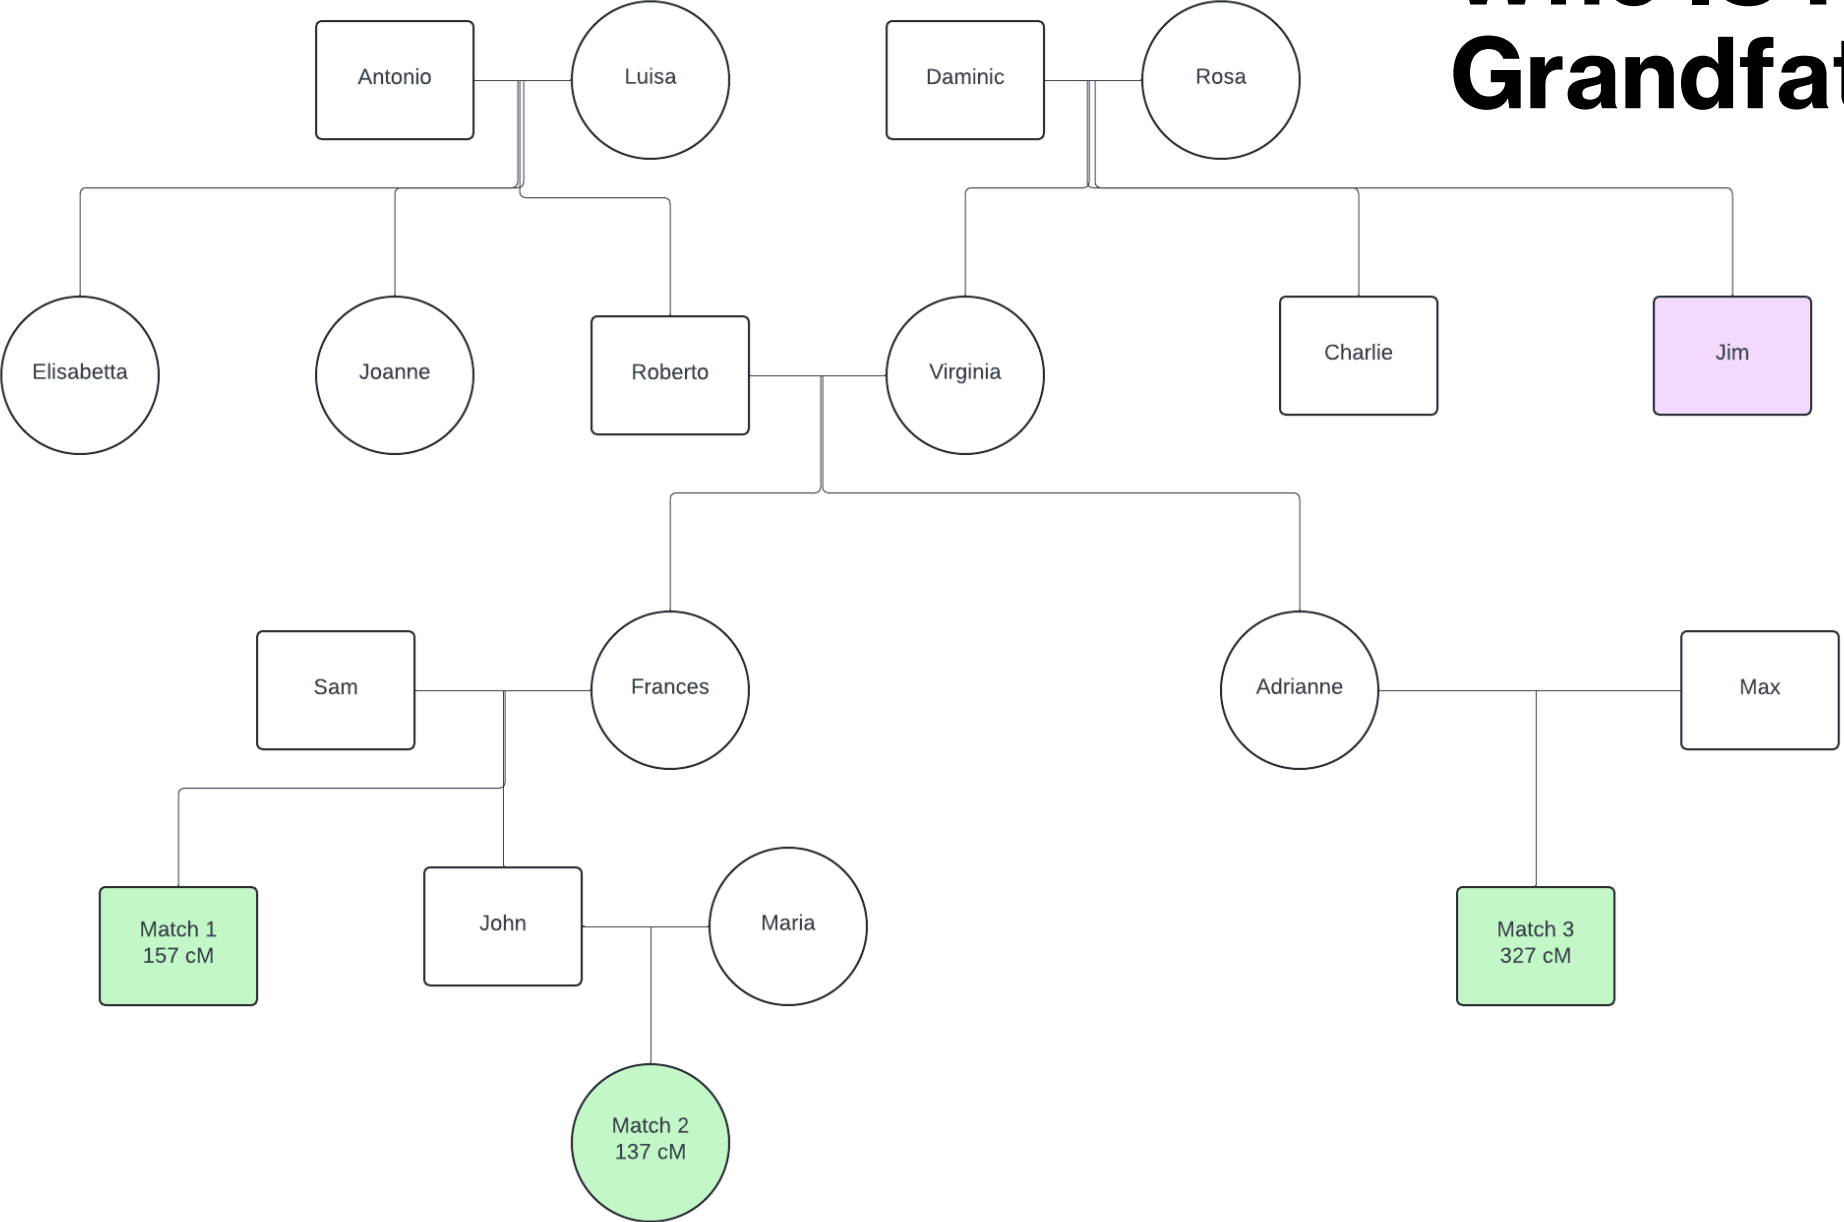 Grandfat
Antonio
Luisa
Daminic
Rosa
Elisabetta
Joanne
Roberto
Virginia
Charlie
Jim
Sam
Frances
Adrianne
Max
Match 1
157 cM
John
Maria
Match 3
327 cM
Match 2
137 cM